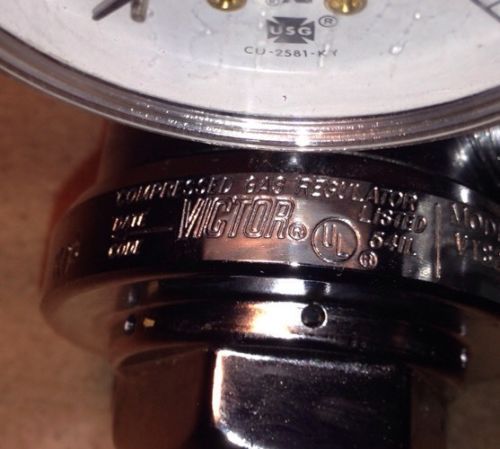 USG ®
CU-2581-KY
COMPRESSED GAS REGULATOR
DATE
CODE
VICTOR®
LISTED
UL ®